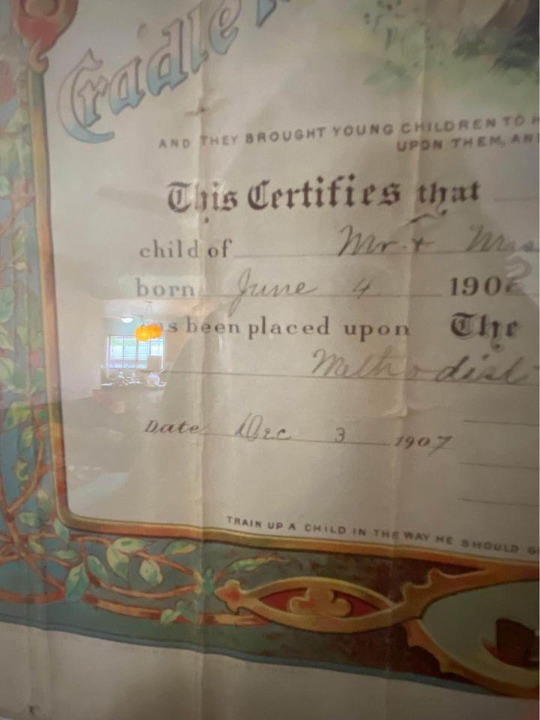 Cradle
AND THEY BROUGHT YOUNG CHILDREN TO
UPON THEM, AN
This Certifies that
child of Mr. & Mrs
born June 4 190
has been placed upon The
Methodist
Date Dec 3 1907
TRAIN UP A CHILD IN THE WAY HE SHOULD G